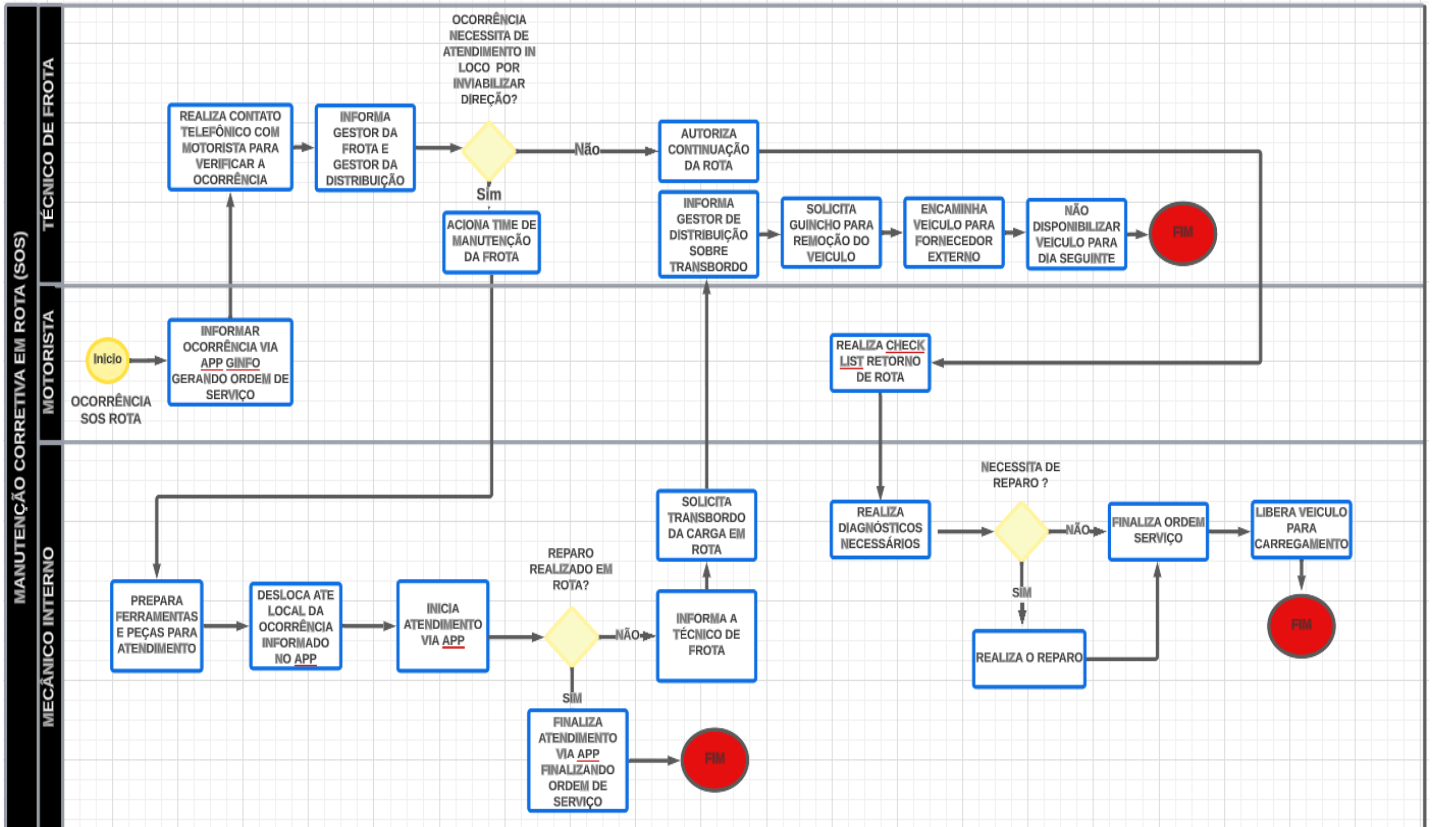 MANUTENÇÃO CORRETIVA EM ROTA (SOS)
TÉCNICO DE FROTA
OCORRÊNCIA
NECESSITA DE
ATENDIMENTO IN
LOCO POR
INVIABILIZAR
DIREÇÃO?
REALIZA CONTATO
TELEFÔNICO COM
MOTORISTA PARA
VERIFICAR A
OCORRÊNCIA
INFORMA
GESTOR DA
FROTA E
GESTOR DA
DISTRIBUIÇÃO
Não
Sim
AUTORIZA
CONTINUAÇÃO
DA ROTA
ACIONA TIME DE
MANUTENÇÃO
DA FROTA
INFORMA
GESTOR DE
DISTRIBUIÇÃO
SOBRE
TRANSBORDO
SOLICITA
GUINCHO PARA
REMOÇÃO DO
VEICULO
ENCAMINHA
VEICULO PARA
FORNECEDOR
EXTERNO
NÃO
DISPONIBILIZAR
VEICULO PARA
DIA SEGUINTE
FIM
MOTORISTA
Inicio
OCORRÊNCIA
SOS ROTA
INFORMAR
OCORRÊNCIA VIA
APP GINFO
GERANDO ORDEM DE
SERVIÇO
REALIZA CHECK
LIST RETORNO
DE ROTA
MECÂNICO INTERNO
PREPARA
FERRAMENTAS
E PEÇAS PARA
ATENDIMENTO
DESLOCA ATE
LOCAL DA
OCORRÊNCIA
INFORMADO
NO APP
INICIA
ATENDIMENTO
VIA APP
REPARO
REALIZADO EM
ROTA?
NÃO
SIM
INFORMA A
TÉCNICO DE
FROTA
SOLICITA
TRANSBORDO
DA CARGA EM
ROTA
FINALIZA
ATENDIMENTO
VIA APP
FINALIZANDO
ORDEM DE
SERVIÇO
FIM
REALIZA
DIAGNÓSTICOS
NECESSÁRIOS
NECESSITA DE
REPARO ?
NÃO
SIM
REALIZA O REPARO
FINALIZA ORDEM
SERVIÇO
LIBERA VEICULO
PARA
CARREGAMENTO
FIM